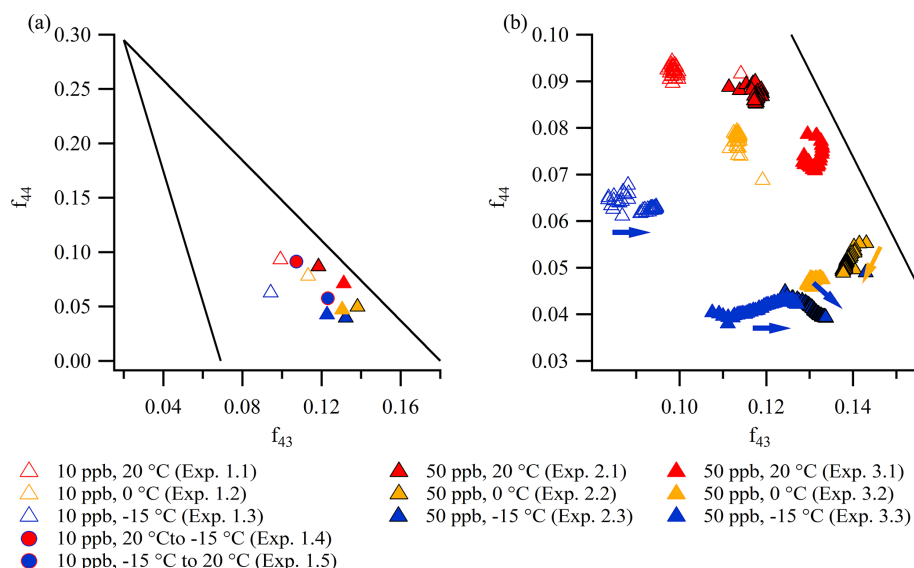 (a)
0.30
0.25
0.20
0.15
0.10
0.05
0.00
f44
0.04
0.08
0.12
0.16
f43
(b)
0.10
0.09
0.08
0.07
0.06
0.05
0.04
0.03
f44
0.10
0.12
0.14
f43
10 ppb, 20 °C (Exp. 1.1)
10 ppb, 0 °C (Exp. 1.2)
10 ppb, -15 °C (Exp. 1.3)
10 ppb, 20 °Cto -15 °C (Exp. 1.4)
10 ppb, -15 °C to 20 °C (Exp. 1.5)
50 ppb, 20 °C (Exp. 2.1)
50 ppb, 0 °C (Exp. 2.2)
50 ppb, -15 °C (Exp. 2.3)
50 ppb, 20 °C (Exp. 3.1)
50 ppb, 0 °C (Exp. 3.2)
50 ppb, -15 °C (Exp. 3.3)